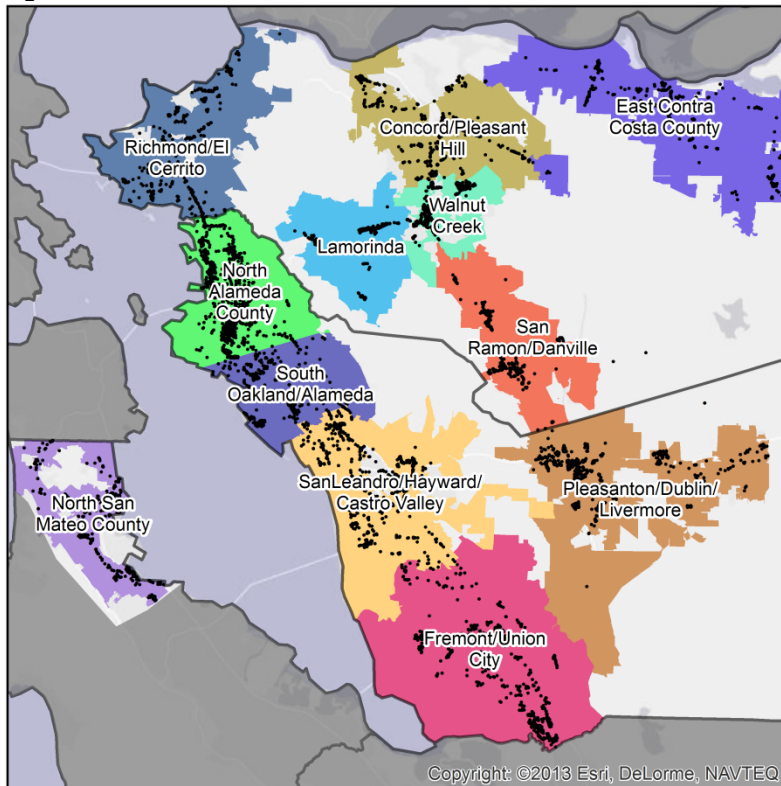 East Contra
Costa County
Concord/Pleasant
Hill
Richmond/El
Cerrito
Walnut
Creek
Lamorinda
North
Alameda
County
San
Ramon/Danville
South
Oakland/Alameda
SanLeandro/Hayward/
Castro Valley
Pleasanton/Dublin/
Livermore
North San
Mateo County
Fremont/Union
City
Copyright: ©2013 Esri, DeLorme, NAVTEQ